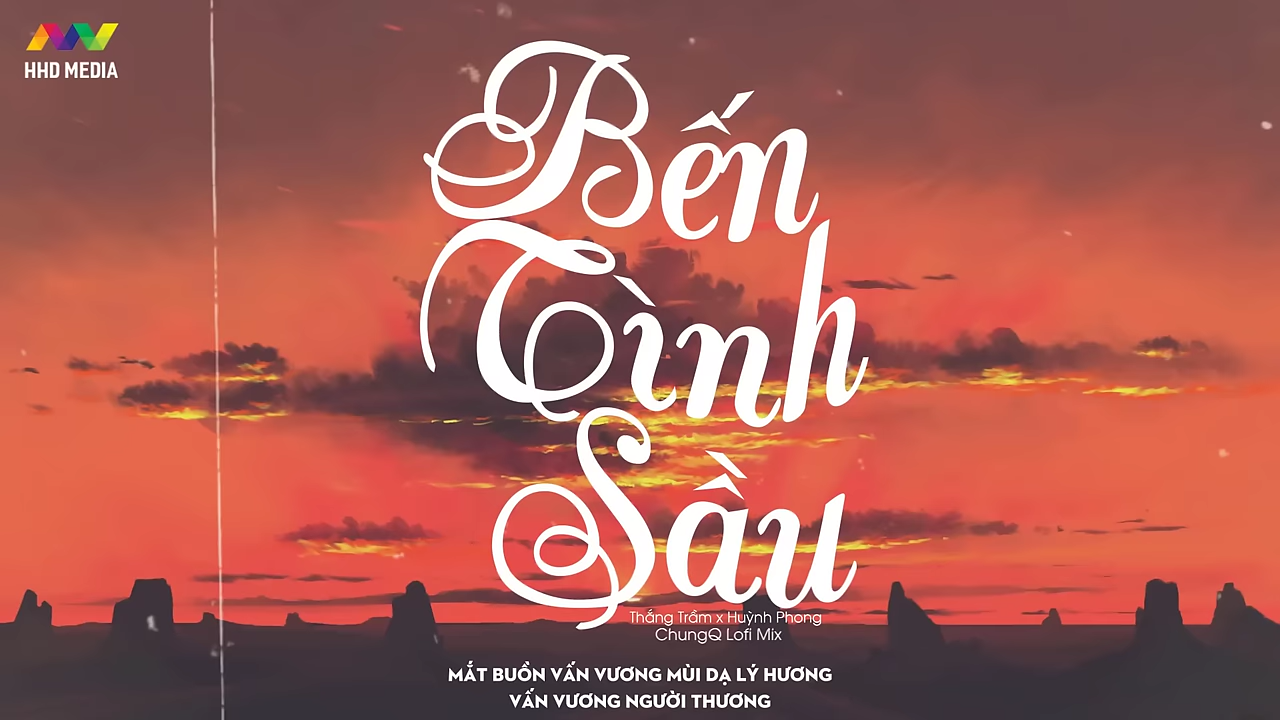 HHD MEDIA
Bến
Tình
Sầu
Thắng Trầm x Huỳnh Phong
ChungQ Lofi Mix
MẮT BUỒN VẤN VƯƠNG MÙI DẠ LÝ HƯƠNG
VẤN VƯƠNG NGƯỜI THƯƠNG